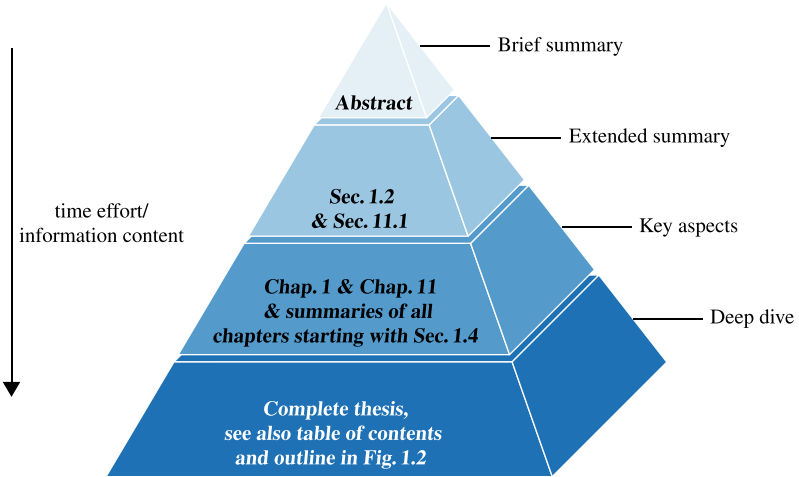 Brief summary
Abstract
Extended summary
Sec. 1.2
& Sec. 11.1
time effort/
information content
Key aspects
Chap. 1 & Chap. 11
& summaries of all
chapters starting with Sec. 1.4
Deep dive
Complete thesis,
see also table of contents
and outline in Fig. 1.2